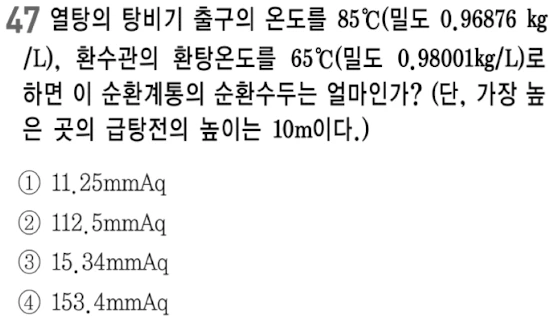 47 열탕의 탕비기 출구의 온도를 85℃(밀도 0.96876 kg
/L), 환수관의 환탕온도를 65℃(밀도 0.98001kg/L)로
하면 이 순환계통의 순환수두는 얼마인가? (단, 가장 높
은 곳의 급탕전의 높이는 10m이다.)
① 11.25mmAq
② 112.5mmAq
③ 15.34mmAq
④ 153.4mmAq